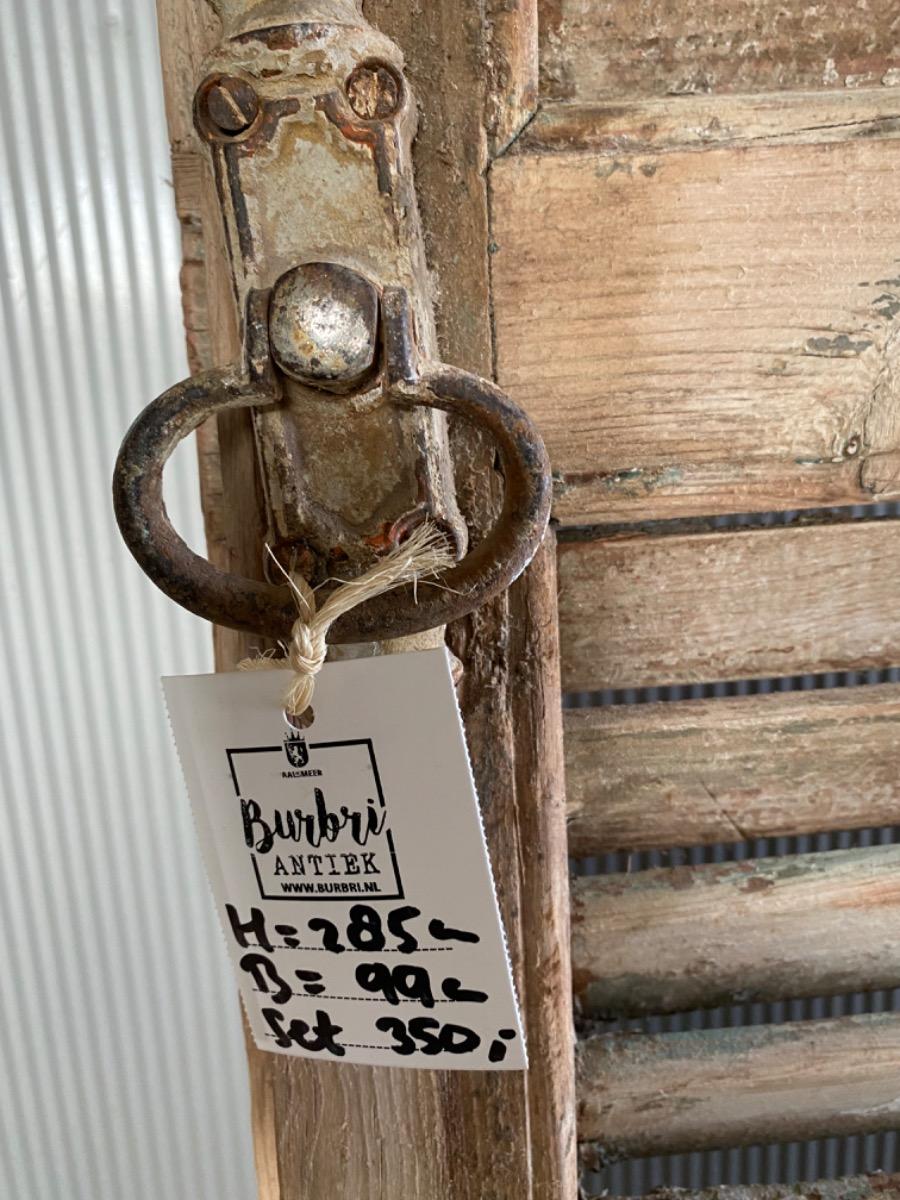 AALSMEER
Burbri
ANTIEK
WWW.BURBRI.NL
H = 285 c
B = 99 c
Set 350,